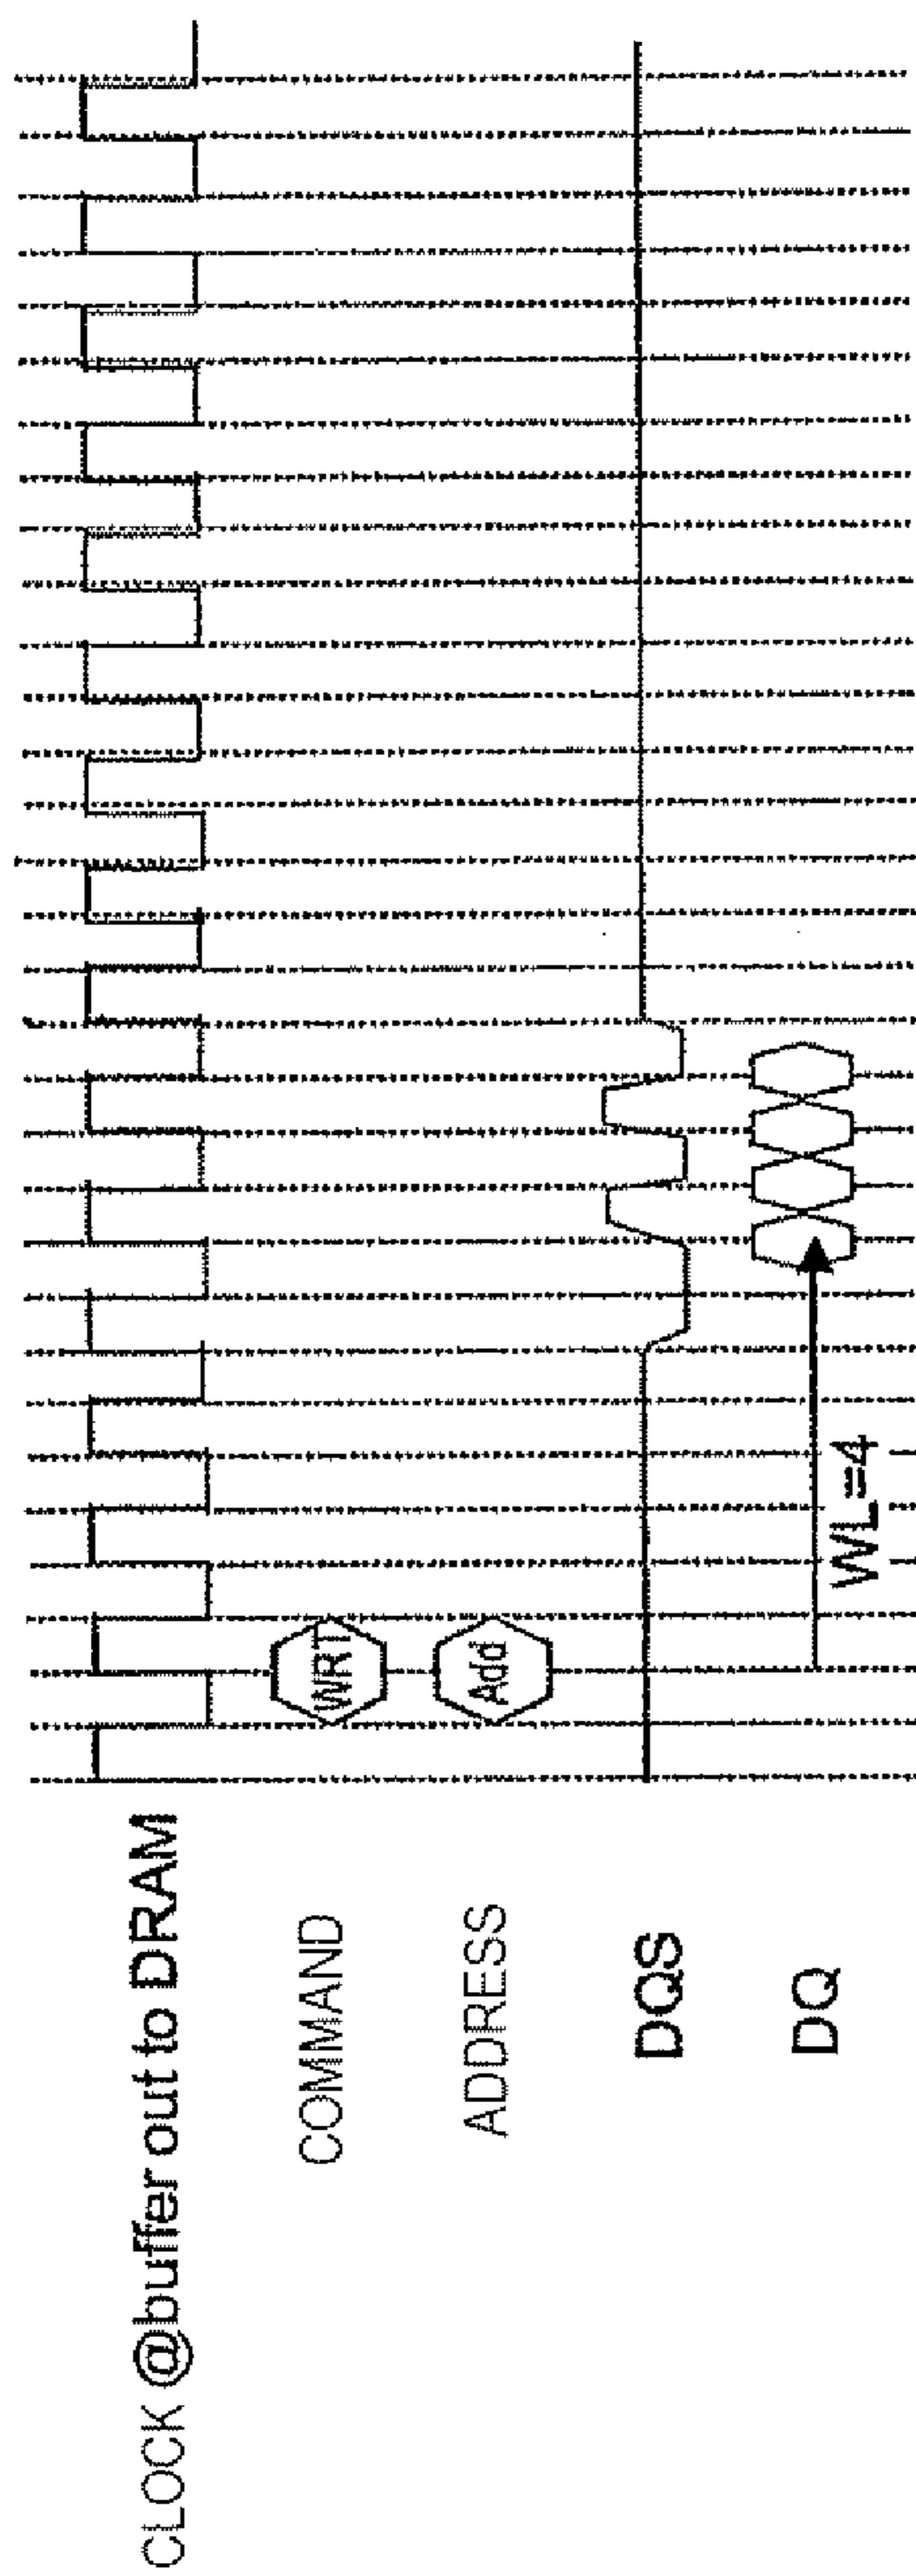 CLOCK @buffer out to DRAM
COMMAND
WRT
ADDRESS
Add
DQS
DQ
WL=4